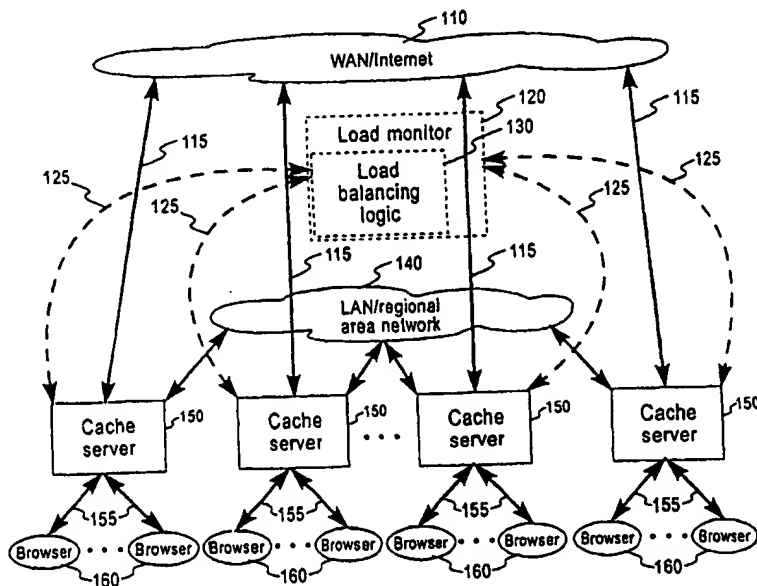 110
WAN/Internet
120
115
Load monitor
130
115
125
Load
balancing
logic
125
125
125
115
140
115
LAN/regional
area network
Cache
server
150
Cache
server
150
• • •
Cache
server
150
Cache
server
150
155
155
155
155
Browser • • • Browser
Browser • • • Browser
Browser • • • Browser
Browser • • • Browser
160
160
160
160